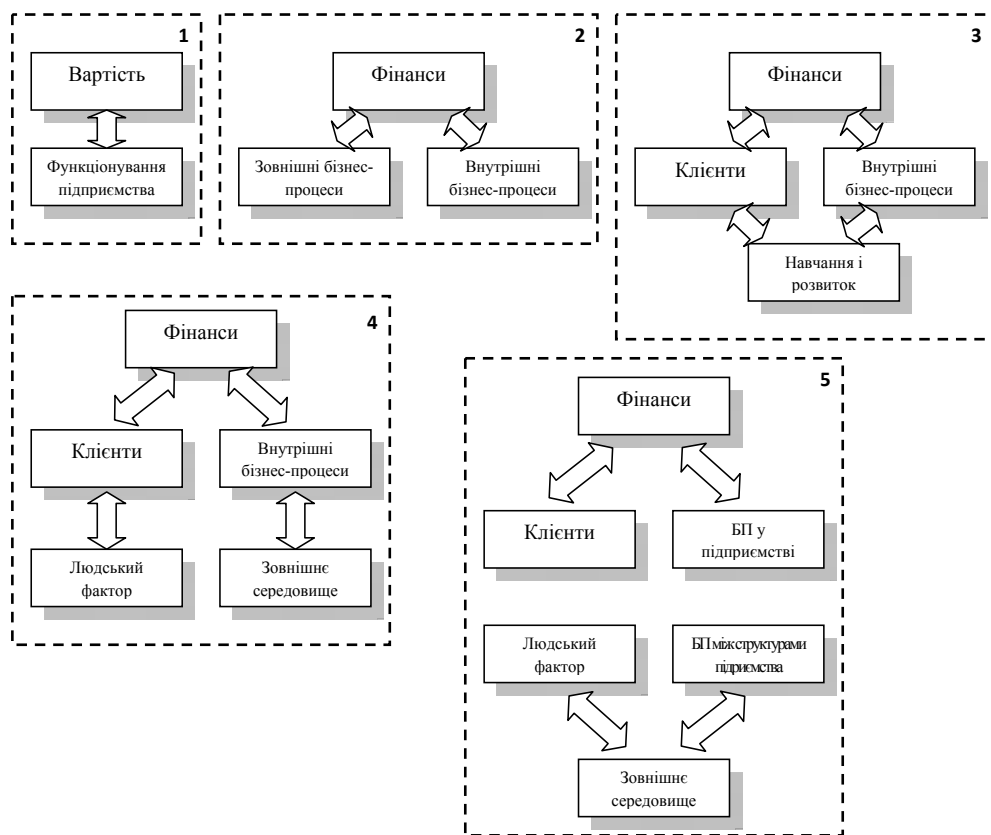 1
Вартість
Функціонування
підприємства
2
Фінанси
Зовнішні бізнес-
процеси
Внутрішні
бізнес-процеси
3
Фінанси
Клієнти
Внутрішні
бізнес-процеси
Навчання і
розвиток
4
Фінанси
Клієнти
Внутрішні
бізнес-процеси
Людський
фактор
Зовнішнє
середовище
5
Фінанси
Клієнти
БП у
підприємстві
Людський
фактор
БП між структурами
підприємства
Зовнішнє
середовище